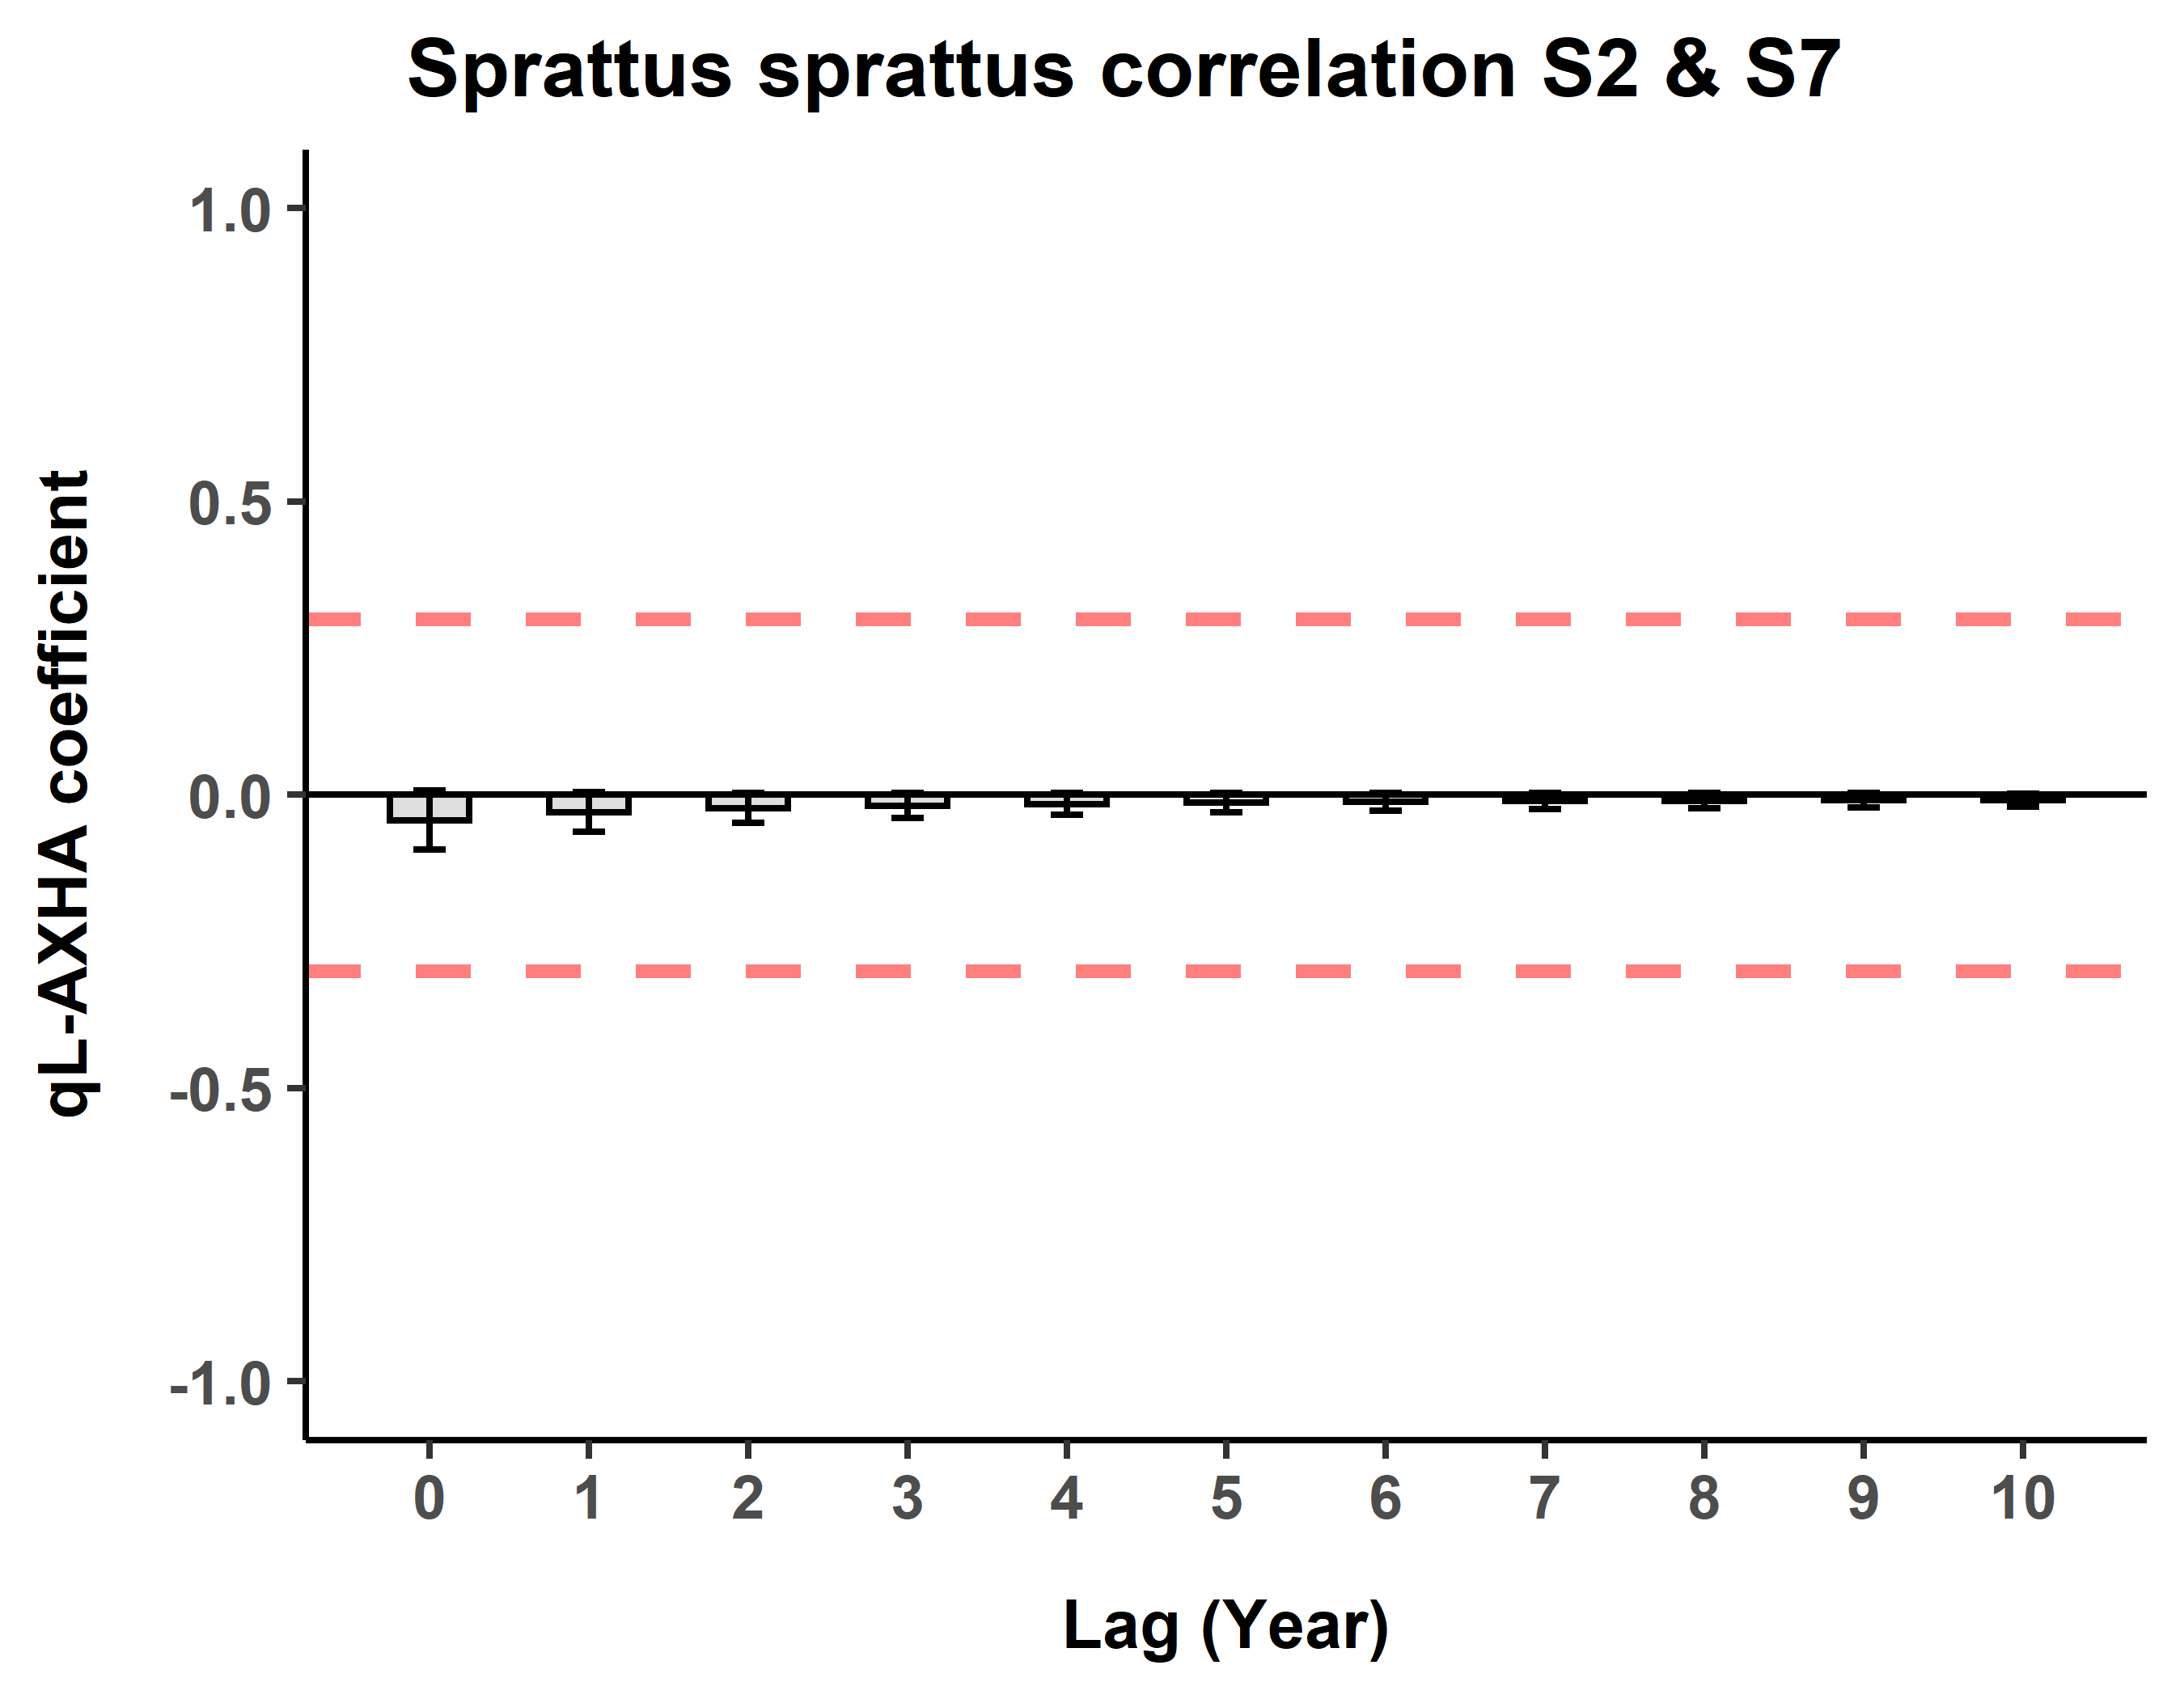 Sprattus sprattus correlation S2 & S7
qL-AXHA coefficient
1.0
0.5
0.0
-0.5
-1.0
0 1 2 3 4 5 6 7 8 9 10
Lag (Year)